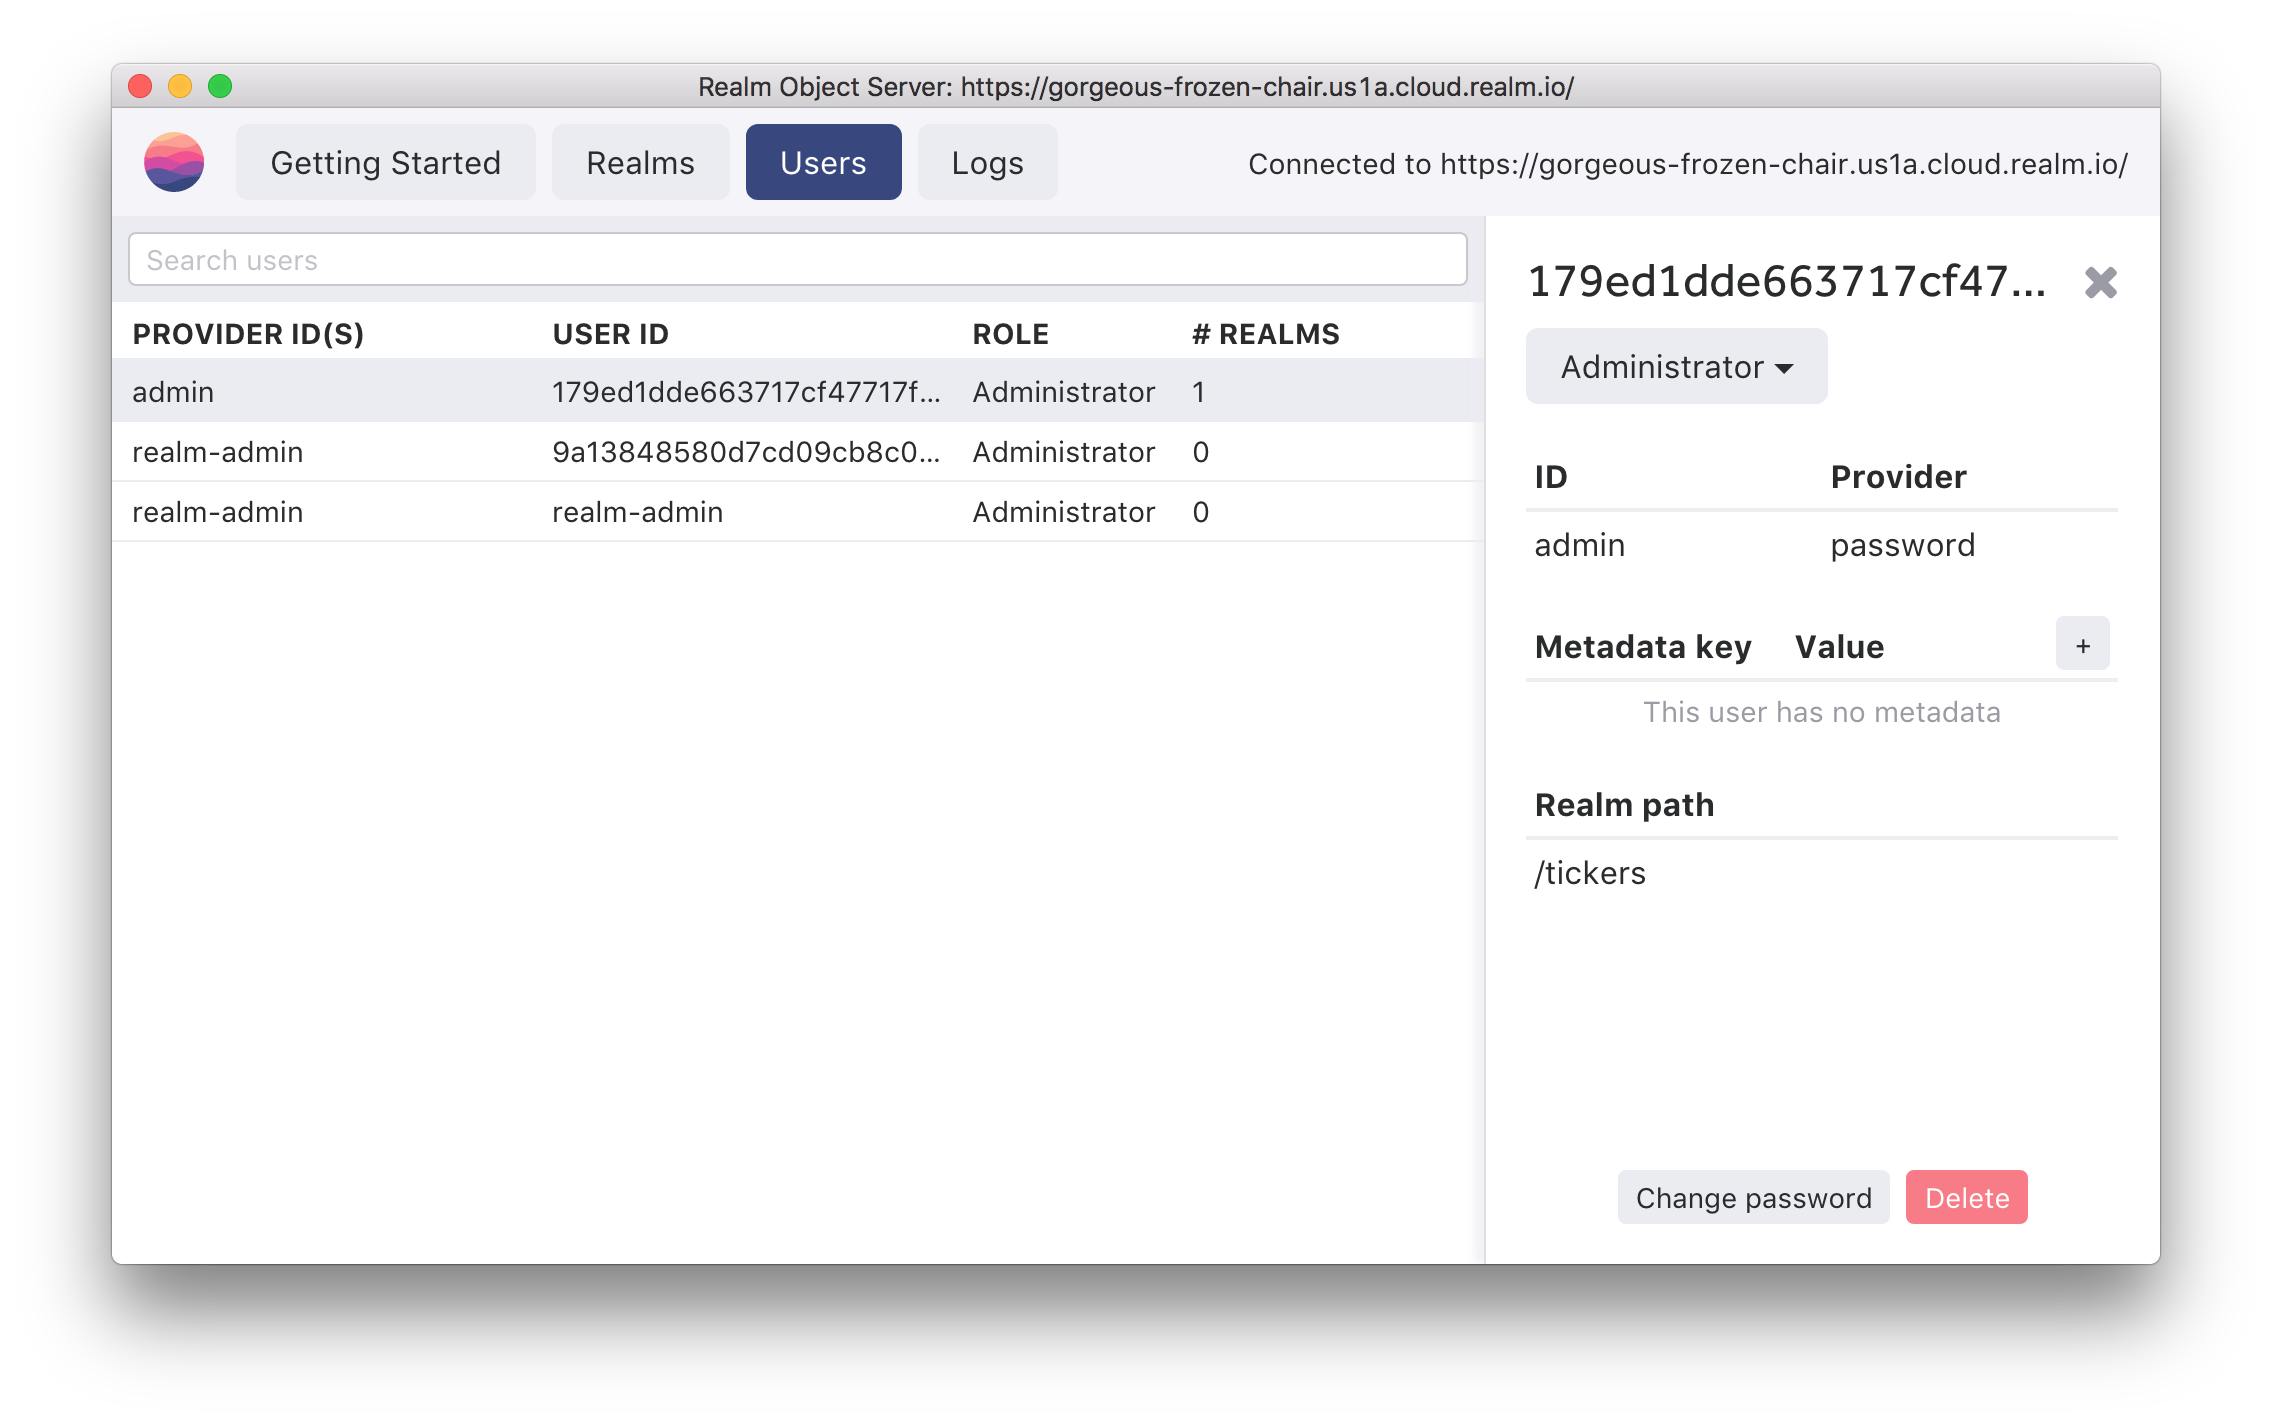 Realm Object Server: https://gorgeous-frozen-chair.us1a.cloud.realm.io/
Getting Started Realms Users Logs Connected to https://gorgeous-frozen-chair.us1a.cloud.realm.io/
Search users
PROVIDER ID(S) USER ID ROLE # REALMS
admin 179ed1dde663717cf47717f... Administrator 1
realm-admin 9a13848580d7cd09cb8c0... Administrator 0
realm-admin realm-admin Administrator 0
179ed1dde663717cf47...
Administrator
ID Provider
admin password
Metadata key Value +
This user has no metadata
Realm path
/tickers
Change password Delete